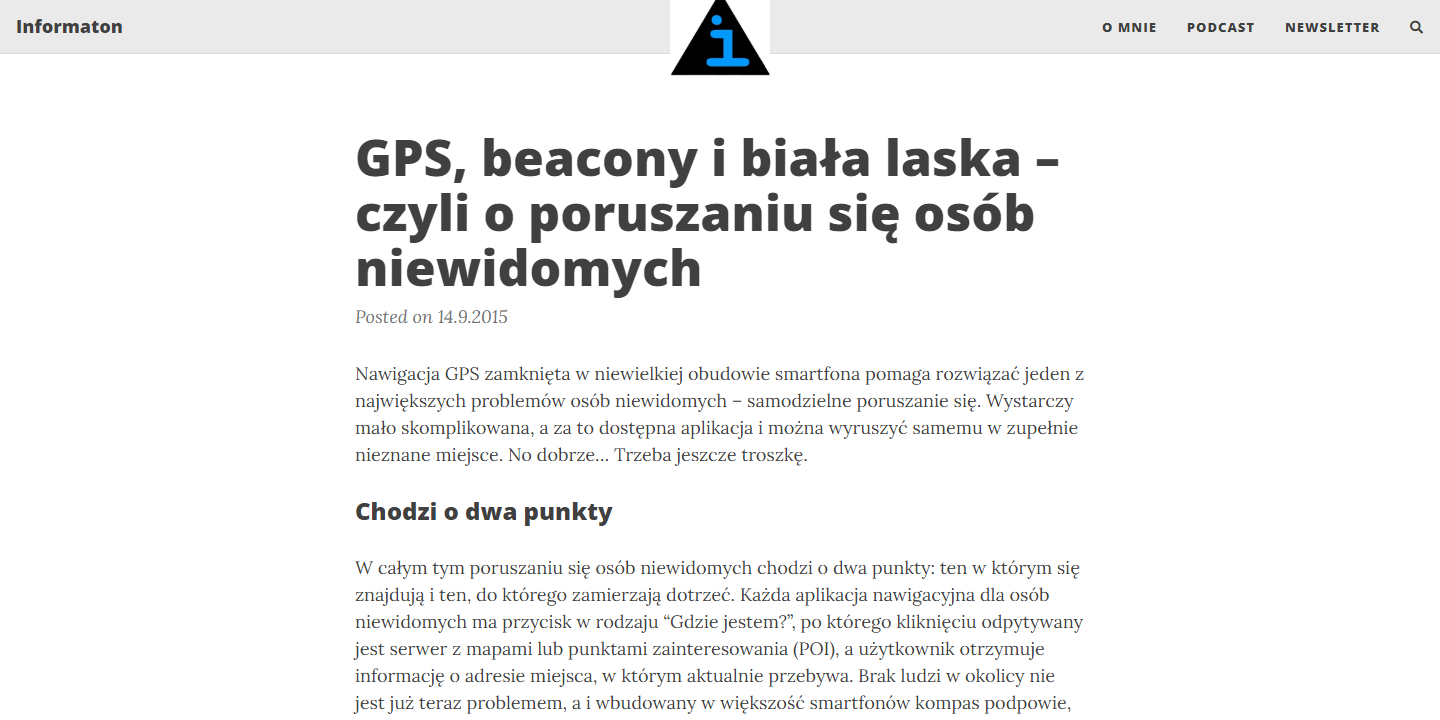 Informaton
i
O MNIE
PODCAST
NEWSLETTER
GPS, beacony i biała laska –
czyli o poruszaniu się osób
niewidomych
Posted on 14.9.2015
Nawigacja GPS zamknięta w niewielkiej obudowie smartfona pomaga rozwiązać jeden z
największych problemów osób niewidomych – samodzielne poruszanie się. Wystarczy
mało skomplikowana, a za to dostępna aplikacja i można wyruszyć samemu w zupełnie
nieznane miejsce. No dobrze… Trzeba jeszcze troszkę.
Chodzi o dwa punkty
W całym tym poruszaniu się osób niewidomych chodzi o dwa punkty: ten w którym się
znajdują i ten, do którego zamierzają dotrzeć. Każda aplikacja nawigacyjna dla osób
niewidomych ma przycisk w rodzaju “Gdzie jestem?”, po którego kliknięciu odpytywany
jest serwer z mapami lub punktami zainteresowania (POI), a użytkownik otrzymuje
informację o adresie miejsca, w którym aktualnie przebywa. Brak ludzi w okolicy nie
jest już teraz problemem, a i wbudowany w większość smartfonów kompas podpowie,